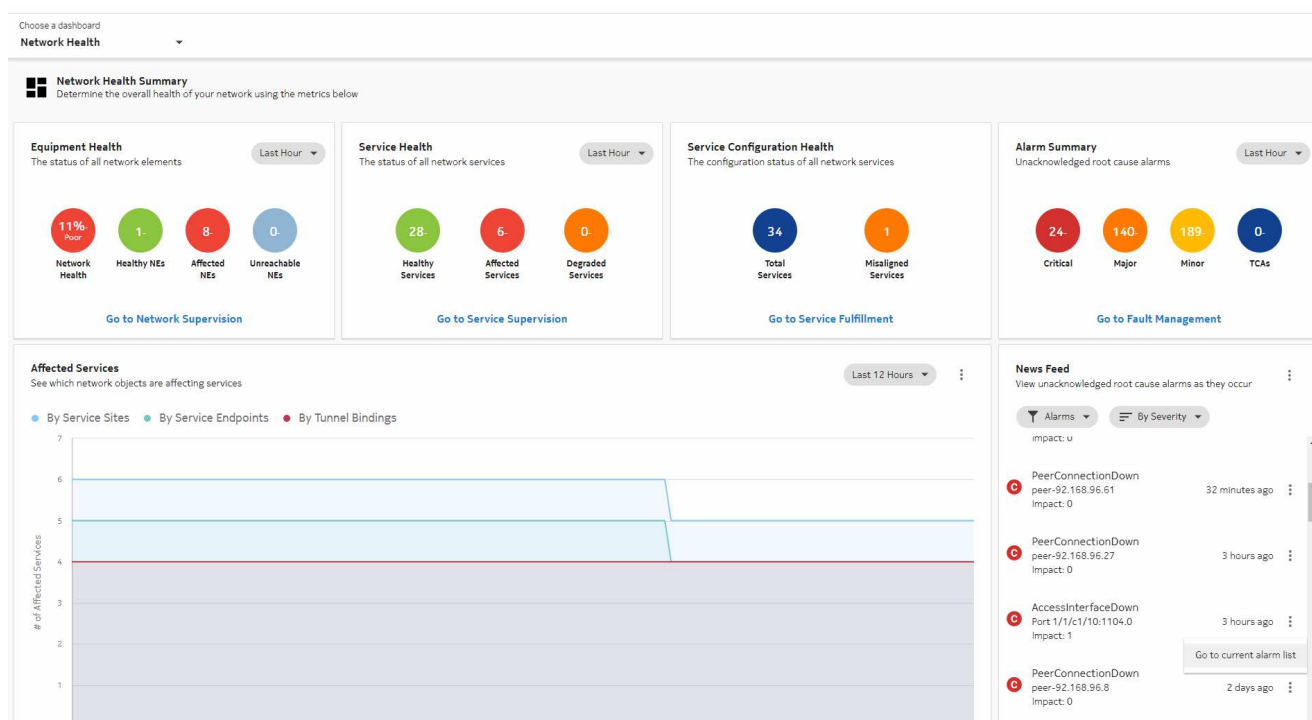 Choose a dashboard
Network Health
Network Health Summary
Determine the overall health of your network using the metrics below
Equipment Health
The status of all network elements
Last Hour
11%-
Poor
Network
Health
1-
Healthy NEs
8-
Affected
NEs
0-
Unreachable
NEs
Go to Network Supervision
Service Health
The status of all network services
Last Hour
28-
Healthy
Services
6-
Affected
Services
0-
Degraded
Services
Go to Service Supervision
Service Configuration Health
The configuration status of all network services
34
Total
Services
1
Misaligned
Services
Go to Service Fulfillment
Alarm Summary
Unacknowledged root cause alarms
Last Hour
24-
Critical
140-
Major
189-
Minor
0-
TCAs
Go to Fault Management
Affected Services
See which network objects are affecting services
Last 12 Hours
By Service Sites
By Service Endpoints
By Tunnel Bindings
# of Affected Services
7
6
5
4
3
2
1
News Feed
View unacknowledged root cause alarms as they occur
Alarms
By Severity
Impact: 0
C
PeerConnectionDown
peer-92.168.96.61
Impact: 0
32 minutes ago
C
PeerConnectionDown
peer-92.168.96.27
Impact: 0
3 hours ago
C
AccessInterfaceDown
Port 1/1/c1/10:1104.0
Impact: 1
3 hours ago
Go to current alarm list
C
PeerConnectionDown
peer-92.168.96.8
Impact: 0
2 days ago